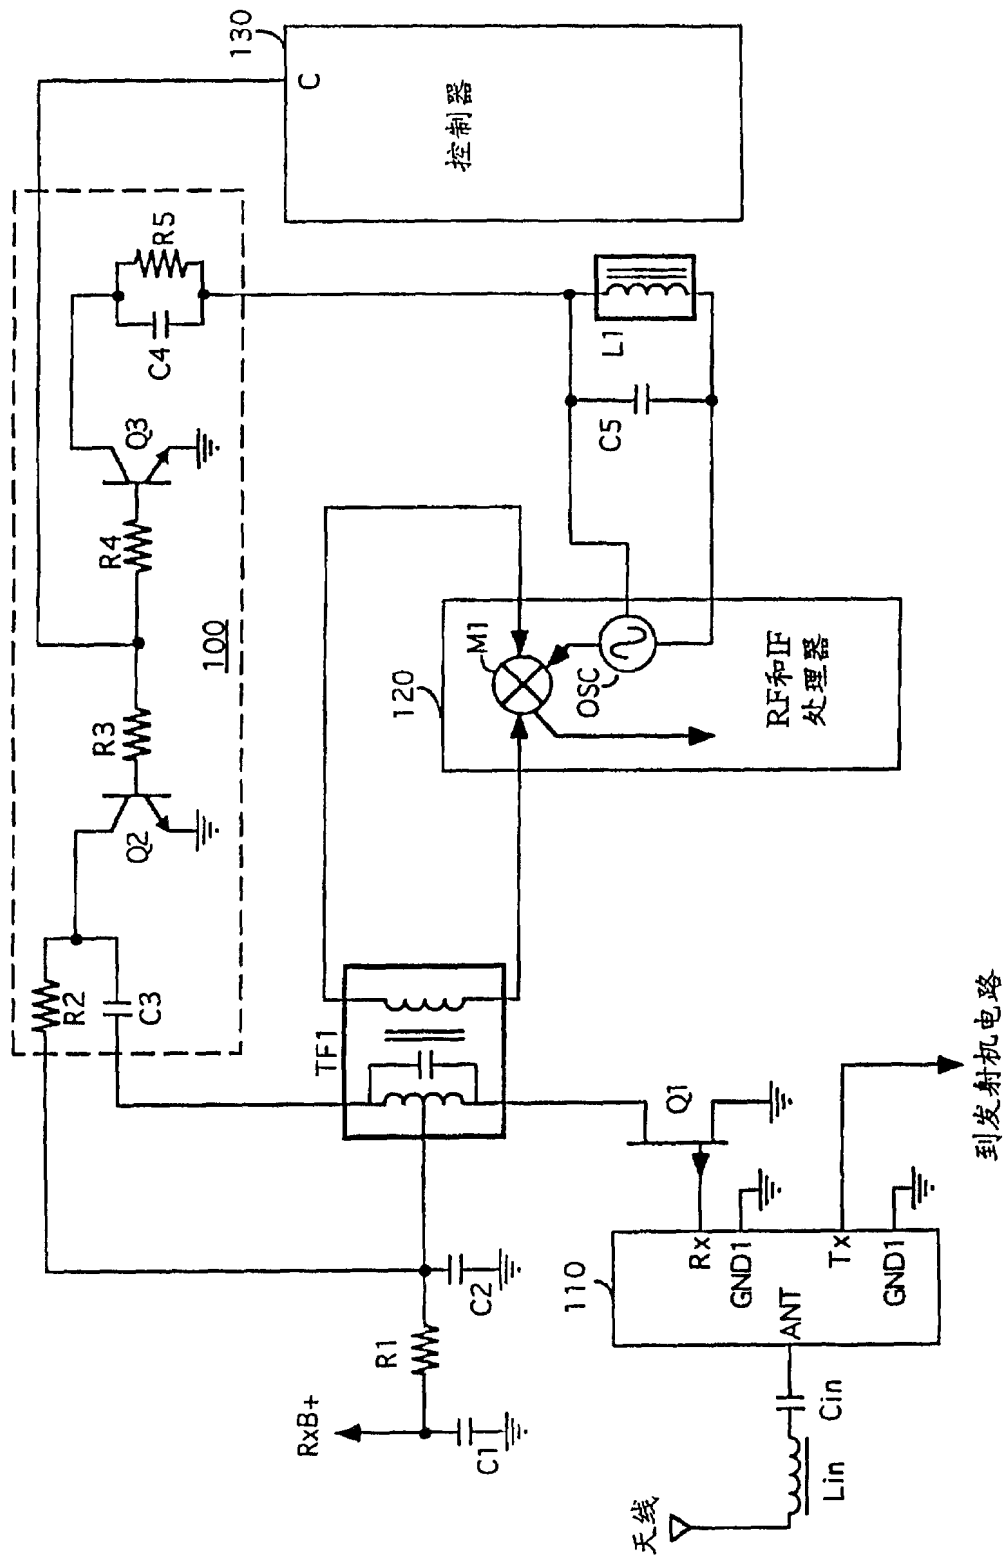 天线
Lin
Cin
110
ANT
Rx
GND1
Tx
GND1
到发射机电路
RxB+
C1
R1
C2
Q1
TF1
R2
C3
100
Q2
R3
R4
Q3
C4
R5
120
M1
OSC
RF和IF
处理器
C5
L1
130
C
控制器